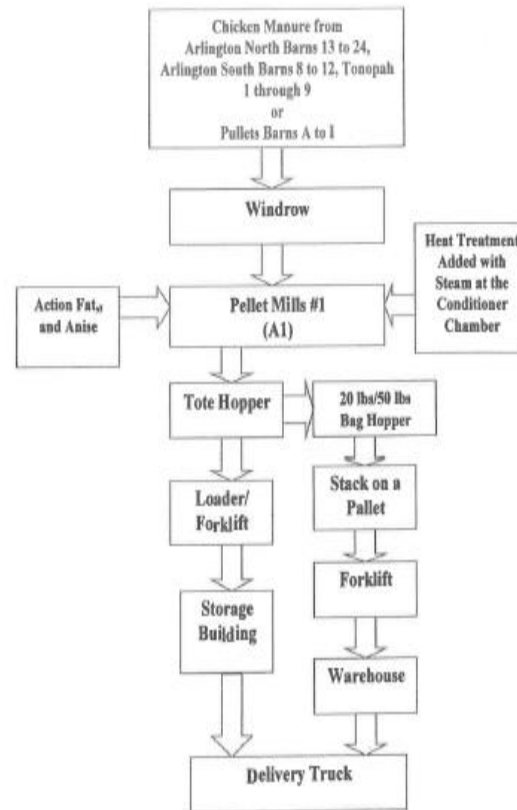 Chicken Manure from
Arlington North Barns 13 to 24,
Arlington South Barns 8 to 12, Tonopah
1 through 9
or
Pullets Barns A to I
Windrow
Heat Treatment
Added with
Steam at the
Conditioner
Chamber
Action Fat
and Anise
Pellet Mills #1
(A1)
Tote Hopper
20 lbs/50 lbs
Bag Hopper
Loader/
Forklift
Stack on a
Pallet
Storage
Building
Forklift
Warehouse
Delivery Truck